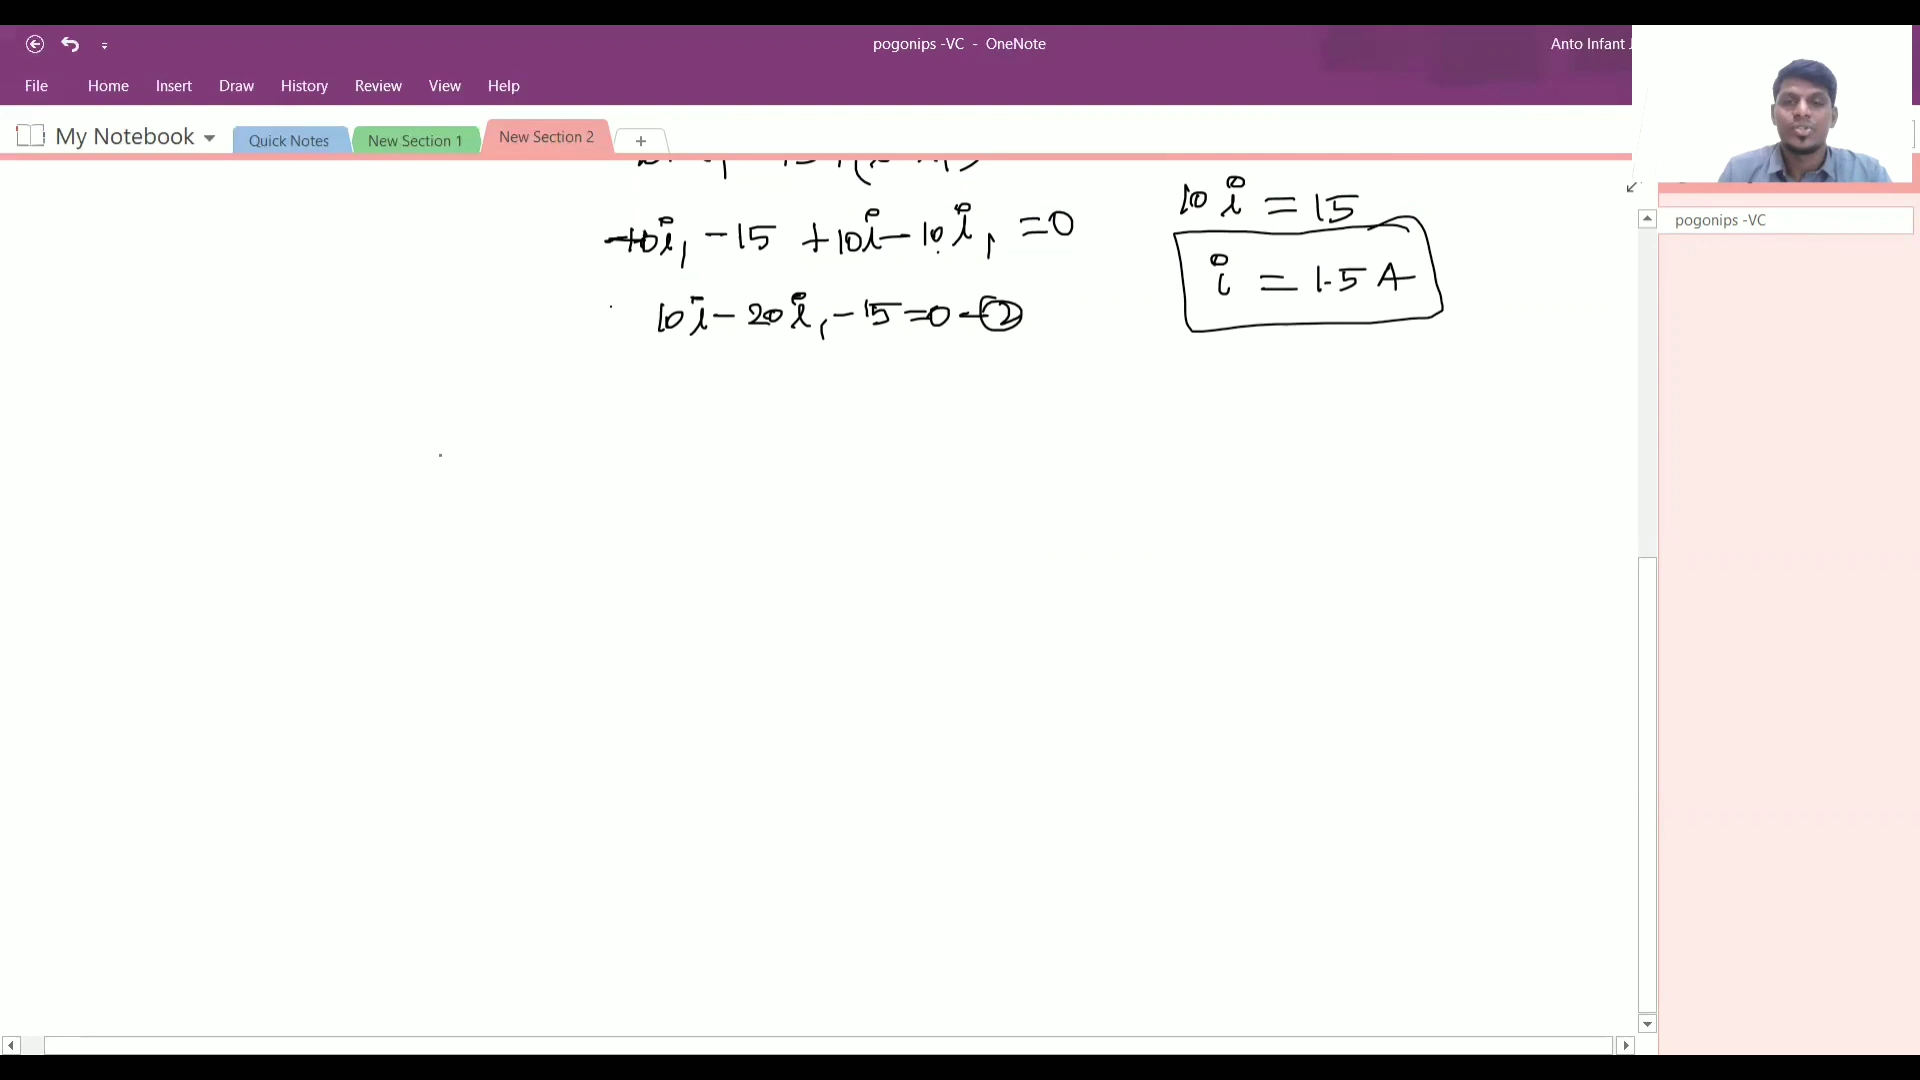 pogonips -VC - OneNote
Anto Infant
File Home Insert Draw History Review View Help
My Notebook
Quick Notes
New Section 1
New Section 2
+
pogonips -VC
-10i₁ - 15 + 10i - 10i₁ = 0
10i - 20i₁ - 15 = 0 - ②
10i = 15
i = 1.5 A